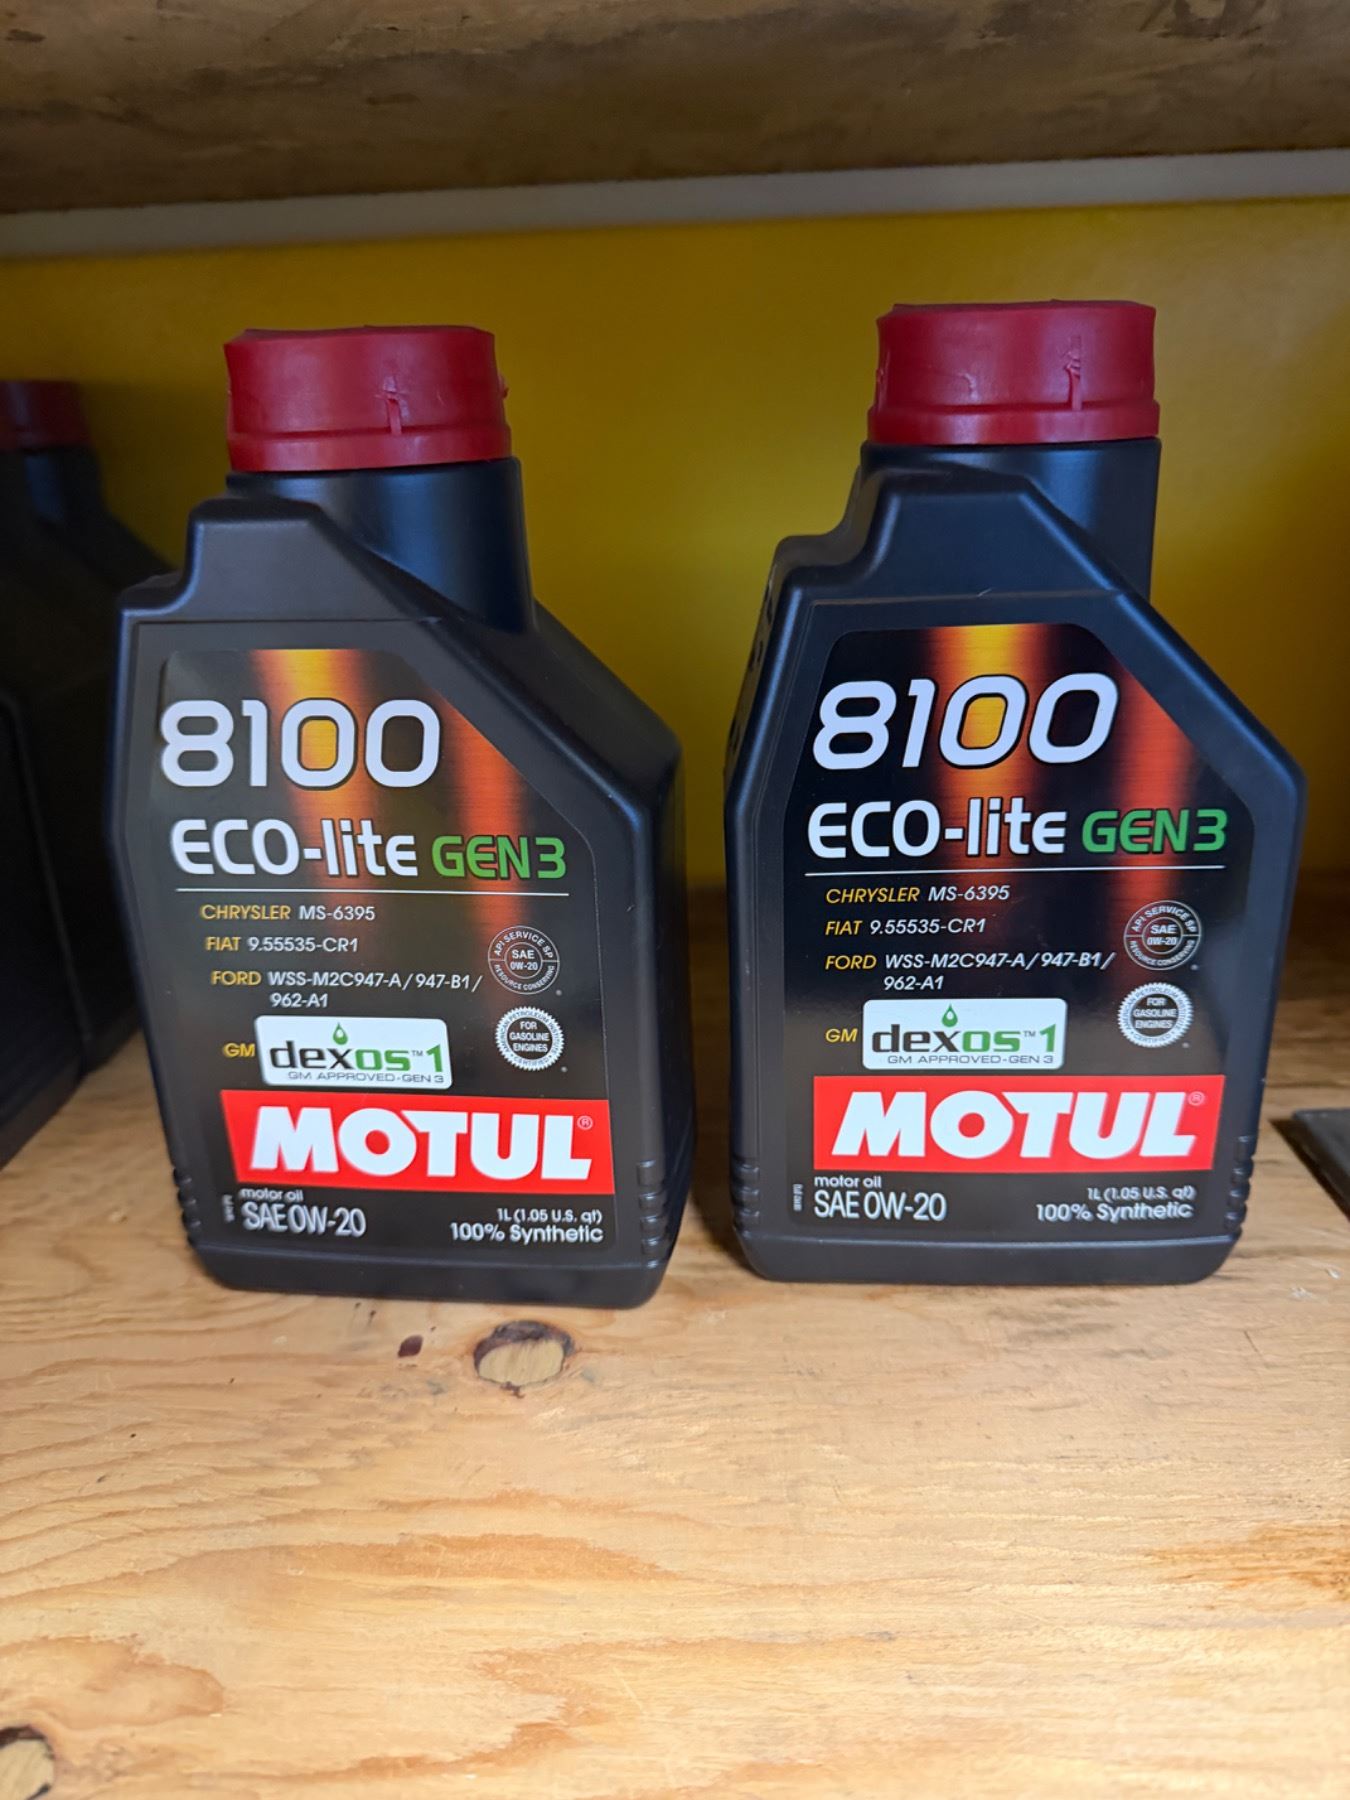 8100
ECO-lite GEN3
CHRYSLER MS-6395
FIAT 9.55535-CR1
FORD WSS-M2C947-A / 947-B1 /
962-A1
API SERVICE SP
SAE
0W-20
RESOURCE CONSERVING
FOR
GASOLINE
ENGINES
CERTIFIED
GM dexos™1
GM APPROVED-GEN 3
MOTUL®
motor oil
SAE 0W-20
1L (1.05 U.S. qt)
100% Synthetic
8100
ECO-lite GEN3
CHRYSLER MS-6395
FIAT 9.55535-CR1
FORD WSS-M2C947-A / 947-B1 /
962-A1
API SERVICE SP
SAE
0W-20
RESOURCE CONSERVING
FOR
GASOLINE
ENGINES
CERTIFIED
GM dexos™1
GM APPROVED-GEN 3
MOTUL®
motor oil
SAE 0W-20
1L (1.05 U.S. qt)
100% Synthetic